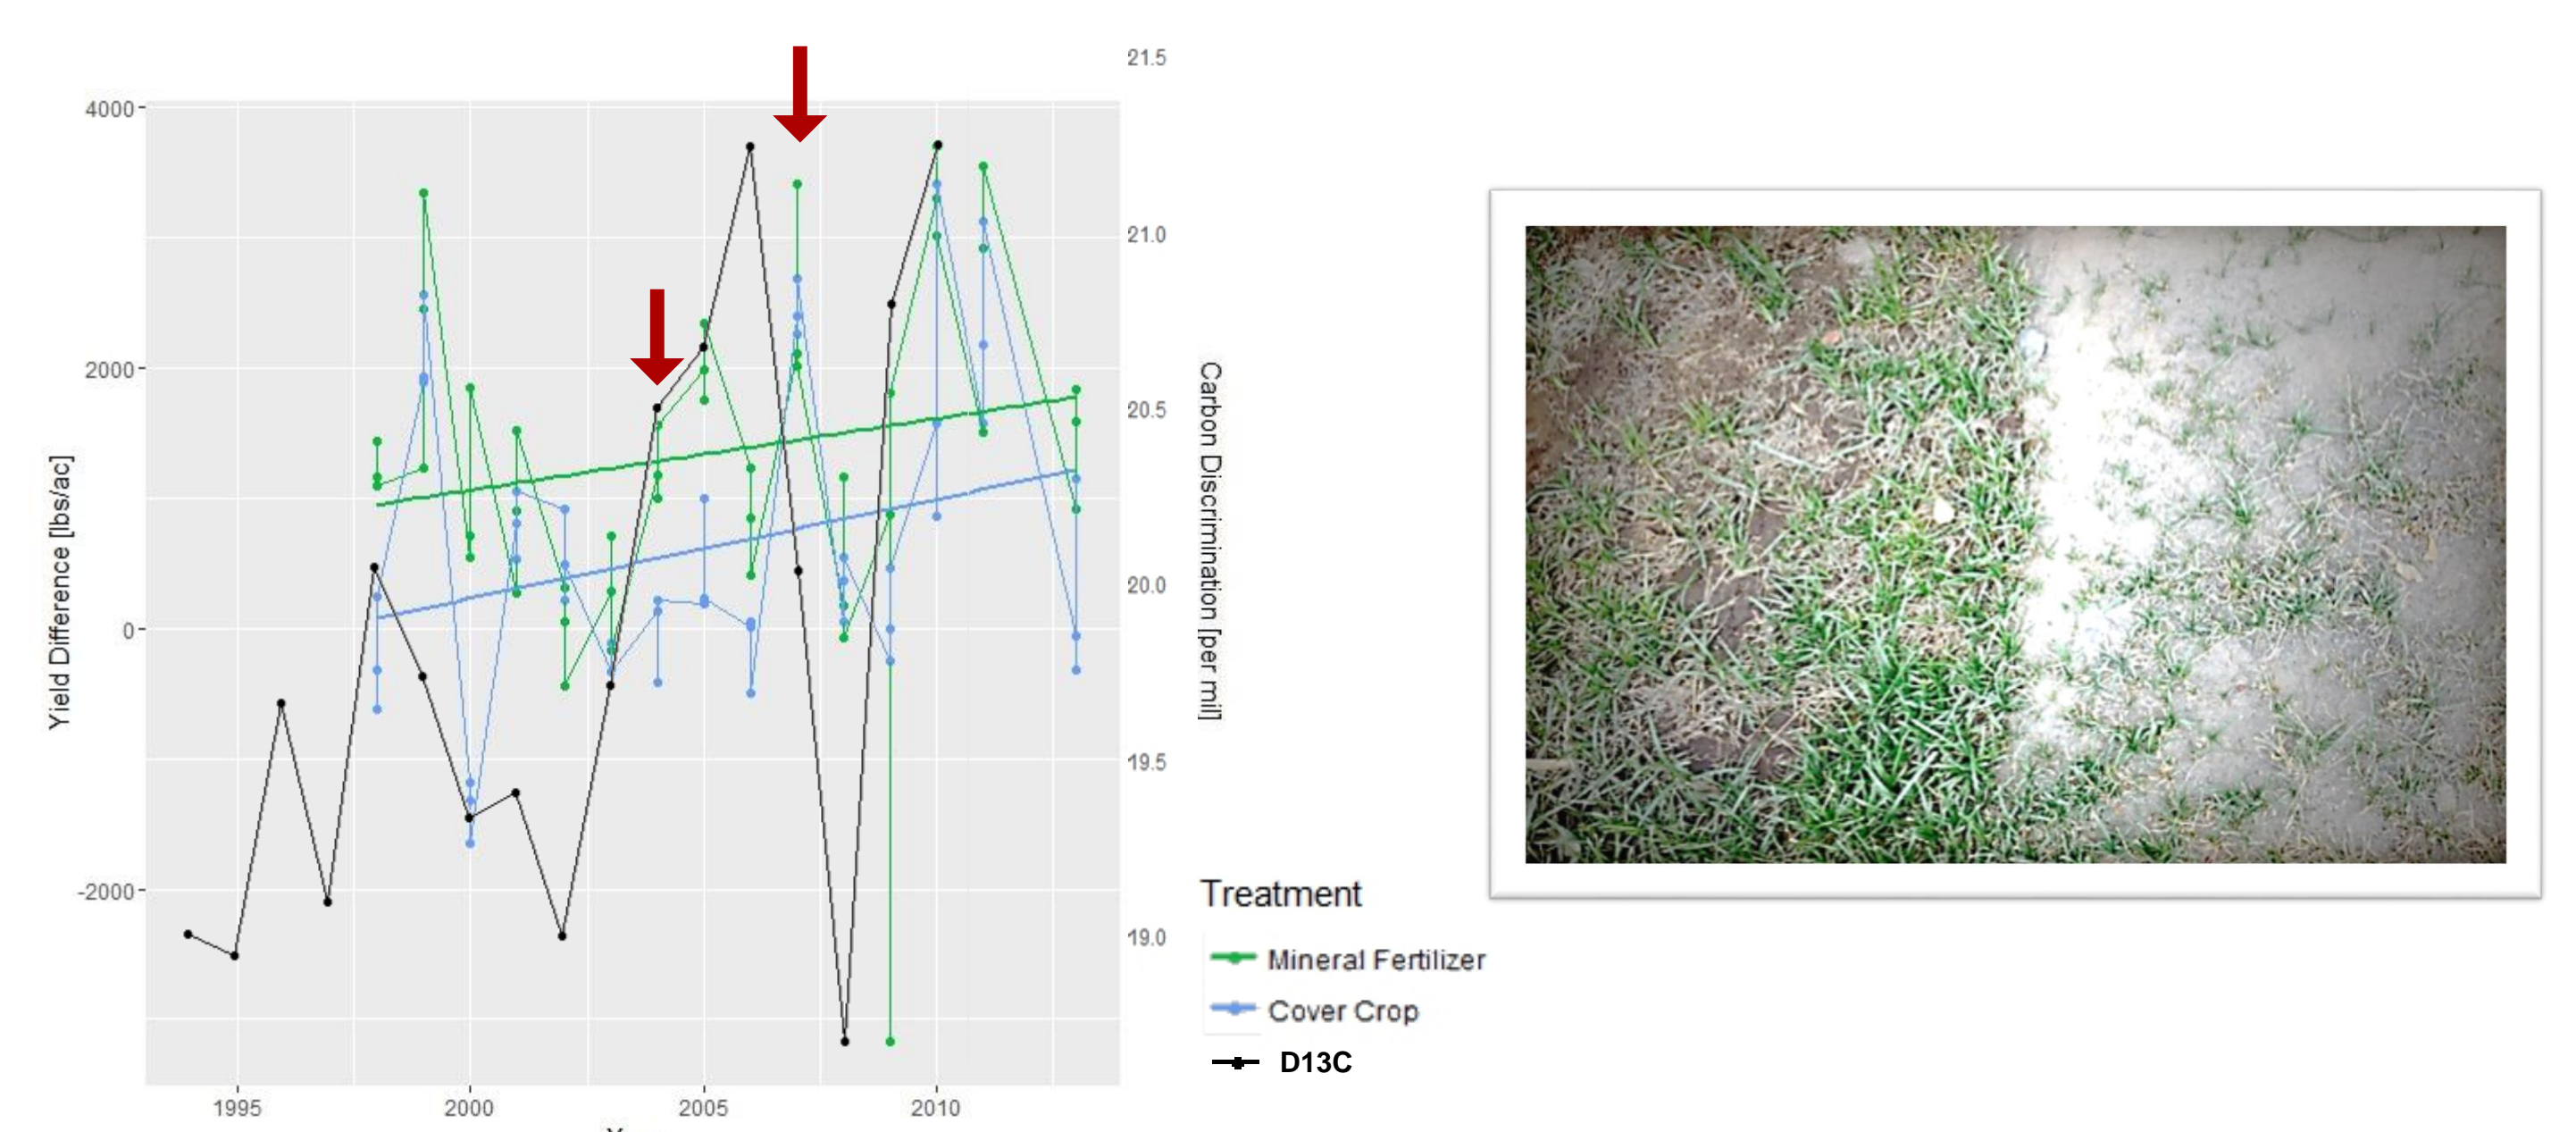 21.5
4000
21.0
2000
20.5
Yield Difference [lbs/ac]
Carbon Discrimination [per mil]
20.0
0
19.5
-2000
19.0
Treatment
Mineral Fertilizer
Cover Crop
D13C
1995 2000 2005 2010